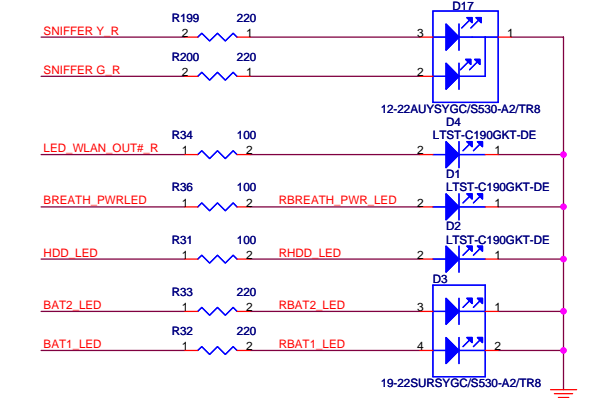 D17
R199 220
SNIFFER Y_R 2 1 3 1
R200 220
SNIFFER G_R 2 1 2
12-22AUYSYGC/S530-A2/TR8
D4
R34 100 LTST-C190GKT-DE
LED_WLAN_OUT#_R 1 2 2 1
D1
R36 100 LTST-C190GKT-DE
BREATH_PWRLED 1 2 RBREATH_PWR_LED 2 1
D2
R31 100 LTST-C190GKT-DE
HDD_LED 1 2 RHDD_LED 2 1
D3
R33 220
BAT2_LED 1 2 RBAT2_LED 3 1
R32 220
BAT1_LED 1 2 RBAT1_LED 4 2
19-22SURSYGC/S530-A2/TR8